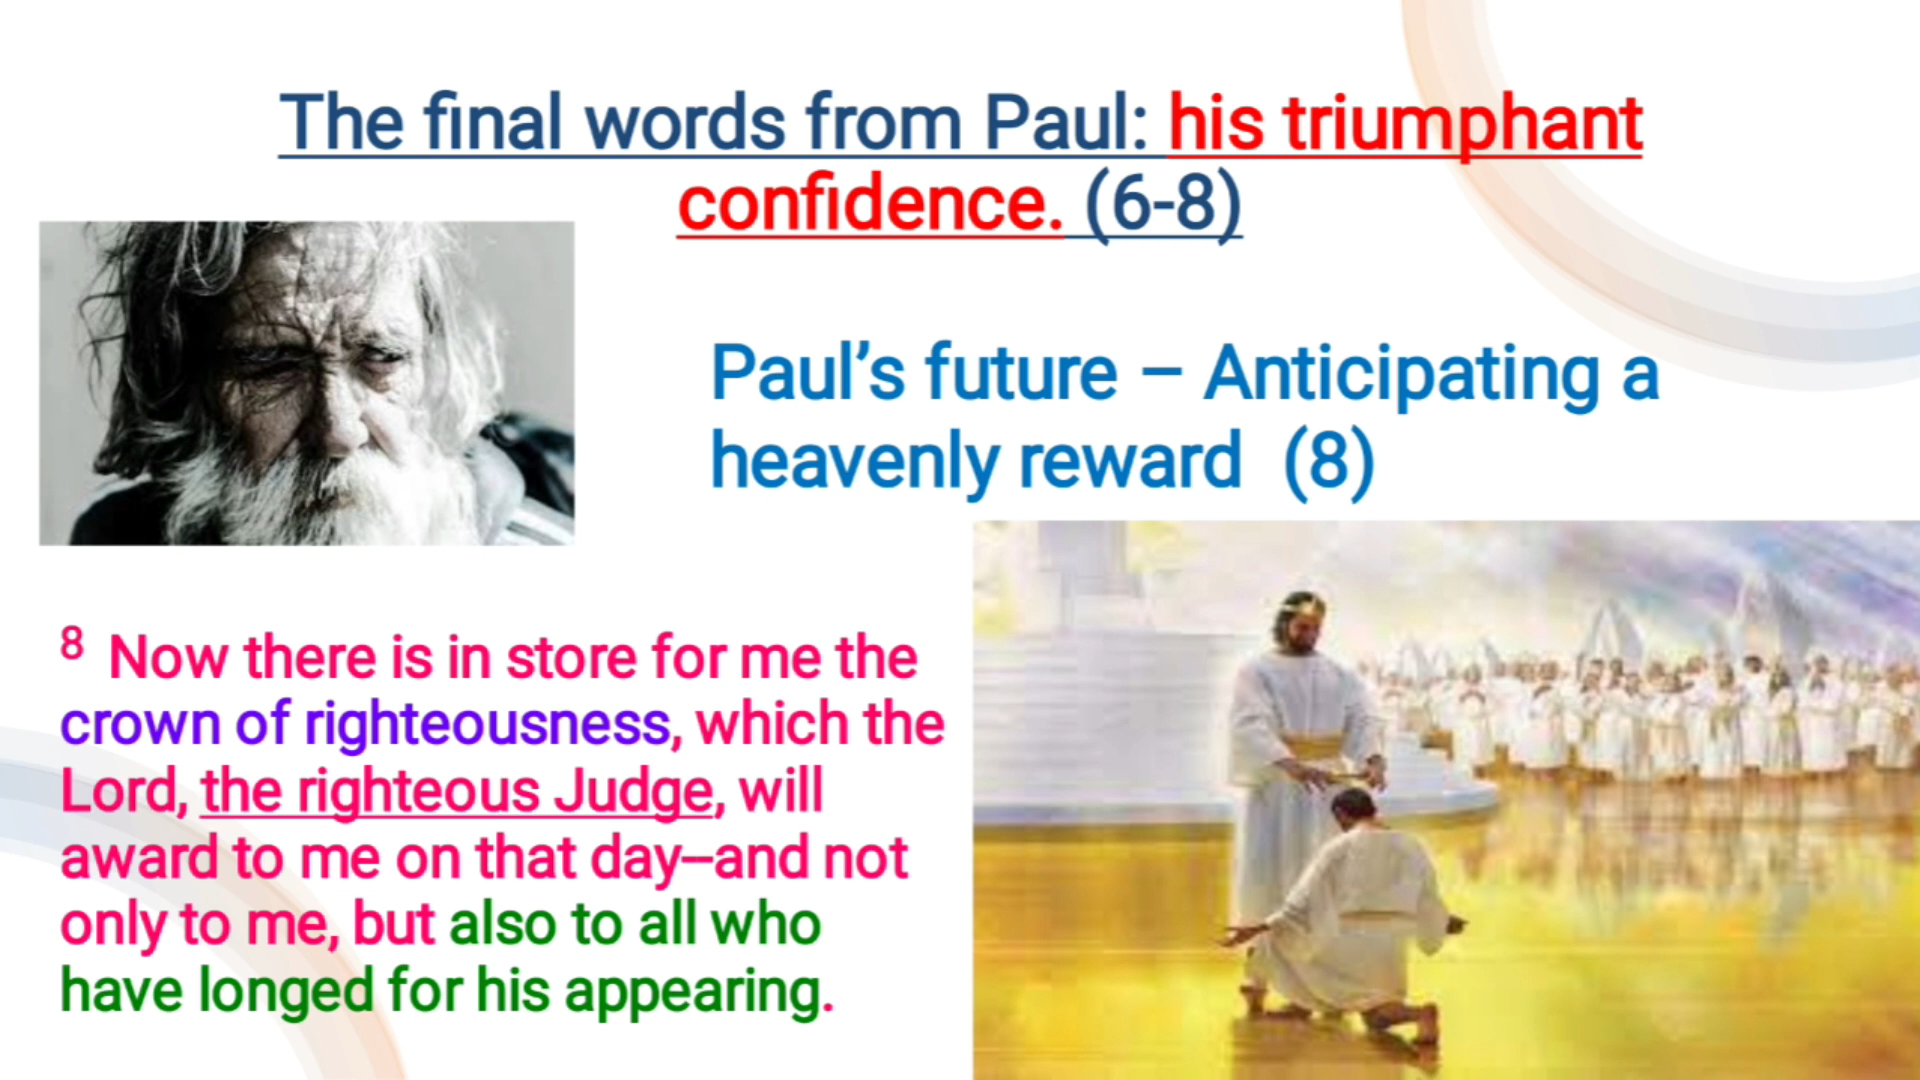 The final words from Paul: his triumphant
confidence. (6-8)
Paul’s future – Anticipating a
heavenly reward (8)
8 Now there is in store for me the
crown of righteousness, which the
Lord, the righteous Judge, will
award to me on that day–and not
only to me, but also to all who
have longed for his appearing.